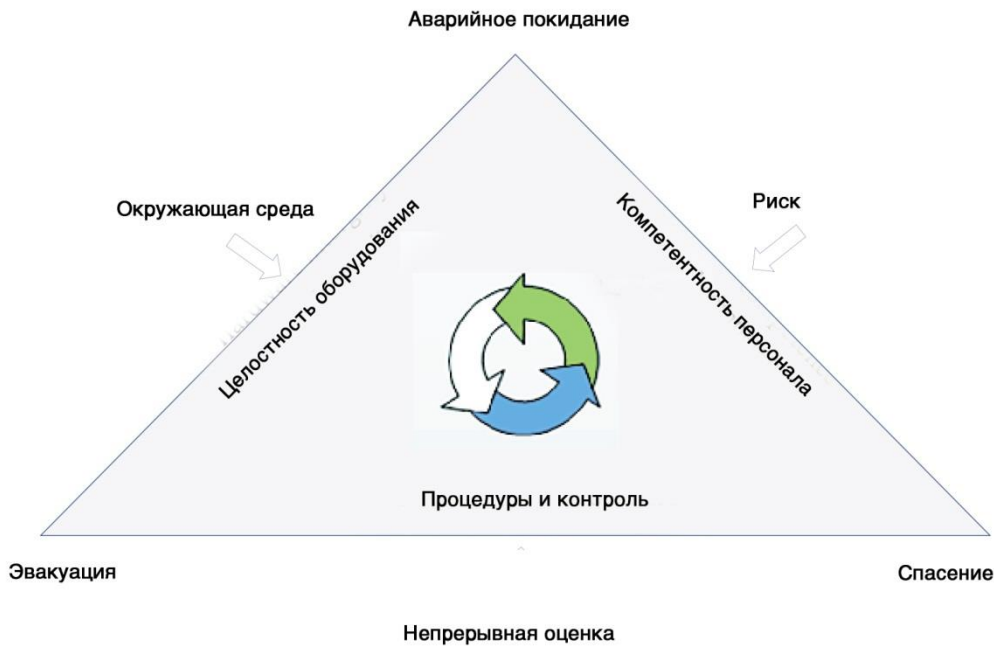 Аварийное покидание
Окружающая среда
Риск
Целостность оборудования
Компетентность персонала
Процедуры и контроль
Эвакуация
Спасение
Непрерывная оценка